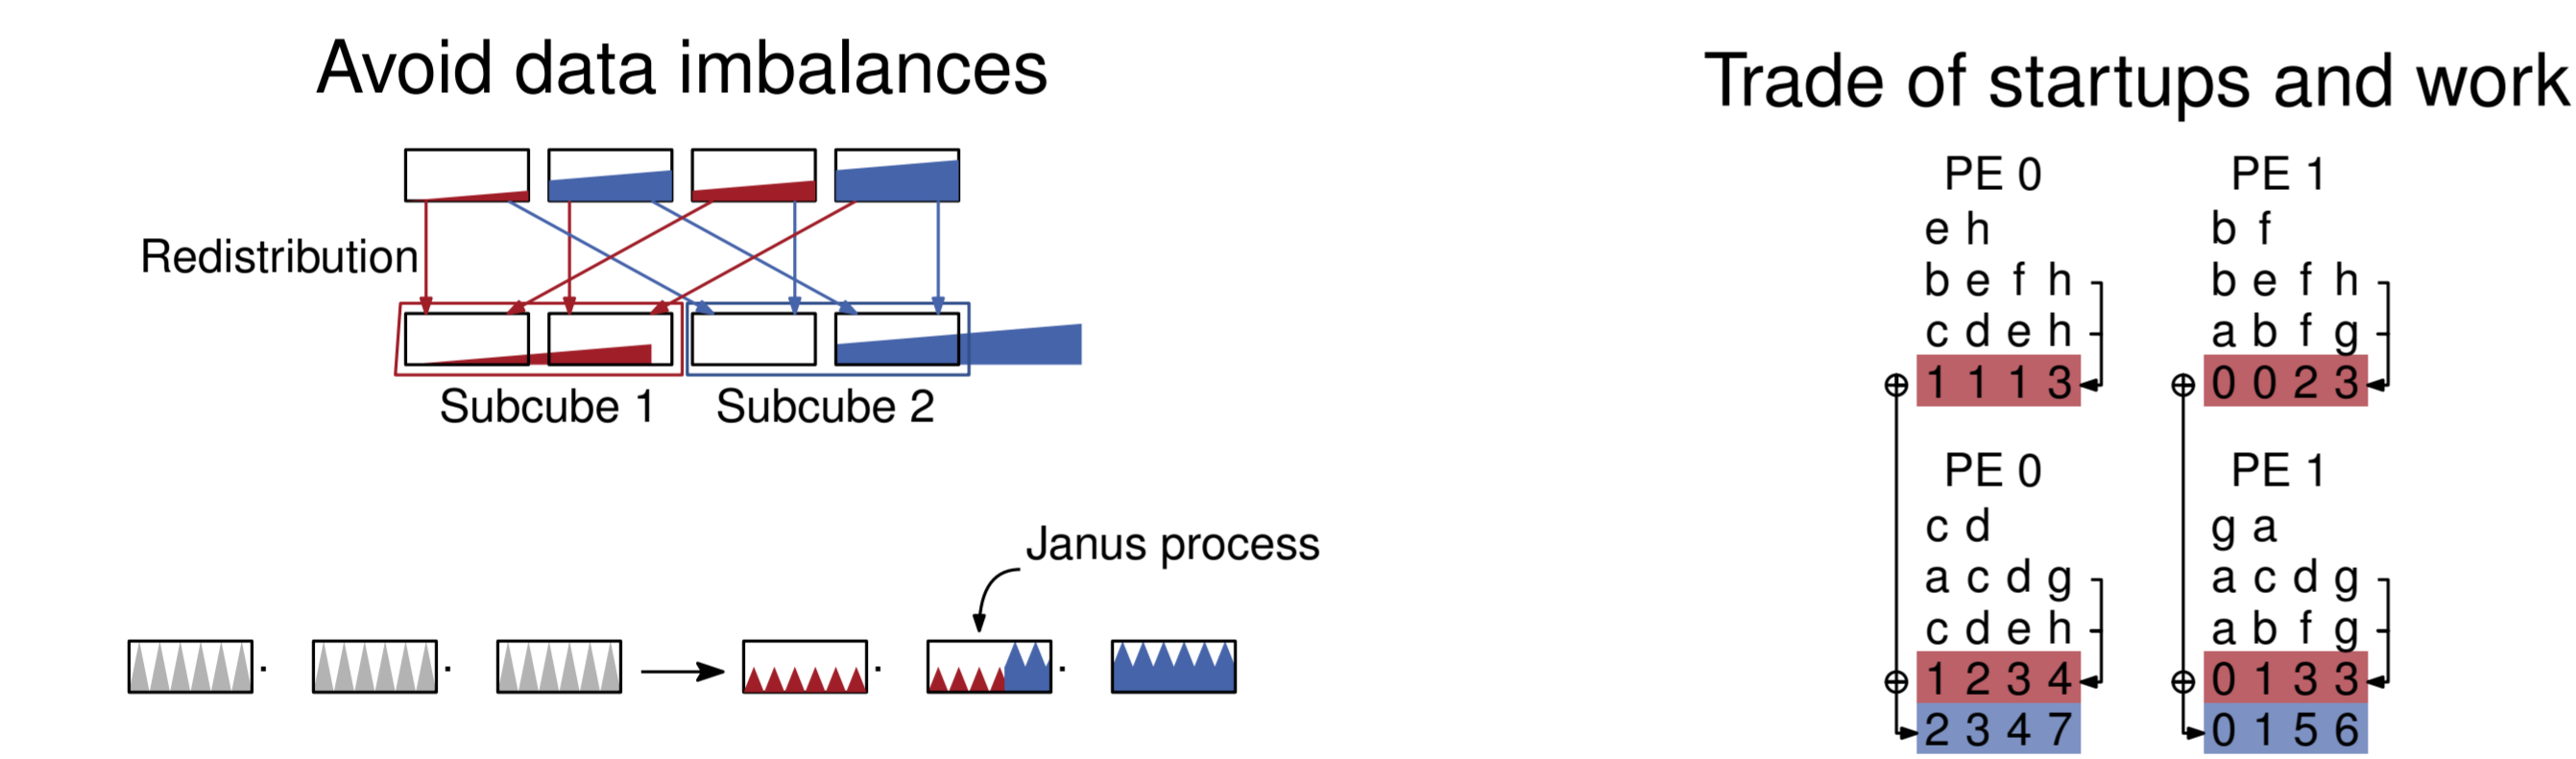 Avoid data imbalances
Redistribution
Subcube 1 Subcube 2
Janus process
Trade of startups and work
PE 0 PE 1
e h b f
b e f h b e f h
c d e h a b f g
⊕ 1 1 1 3 ⊕ 0 0 2 3
PE 0 PE 1
c d g a
a c d g a c d g
c d e h a b f g
⊕ 1 2 3 4 ⊕ 0 1 3 3
2 3 4 7 0 1 5 6